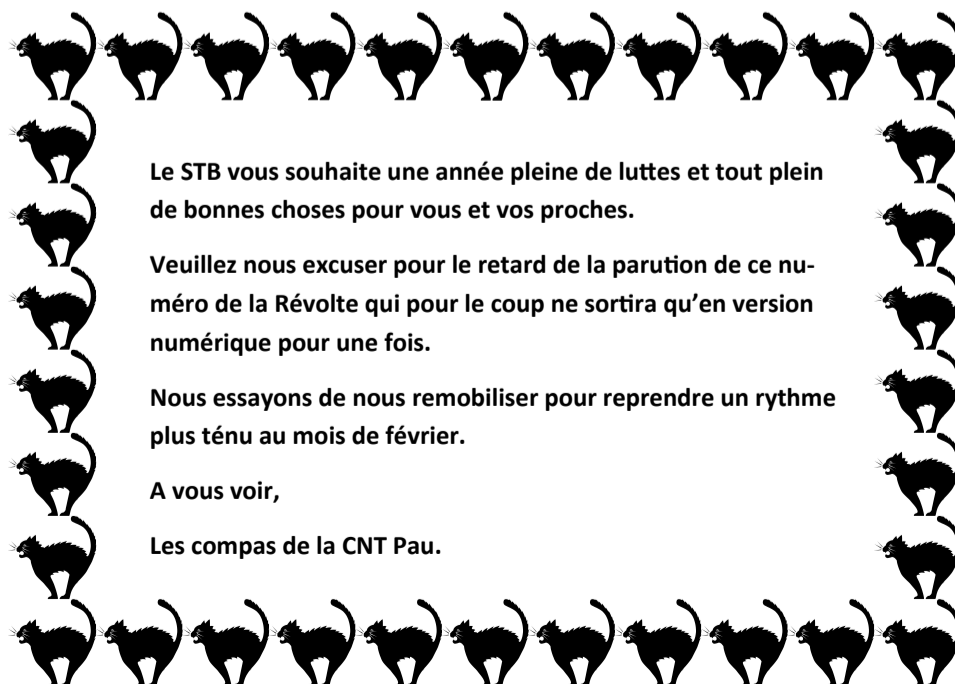 Le STB vous souhaite une année pleine de luttes et tout plein
de bonnes choses pour vous et vos proches.
Veuillez nous excuser pour le retard de la parution de ce nu-
méro de la Révolte qui pour le coup ne sortira qu’en version
numérique pour une fois.
Nous essayons de nous remobiliser pour reprendre un rythme
plus ténu au mois de février.
A vous voir,
Les compas de la CNT Pau.